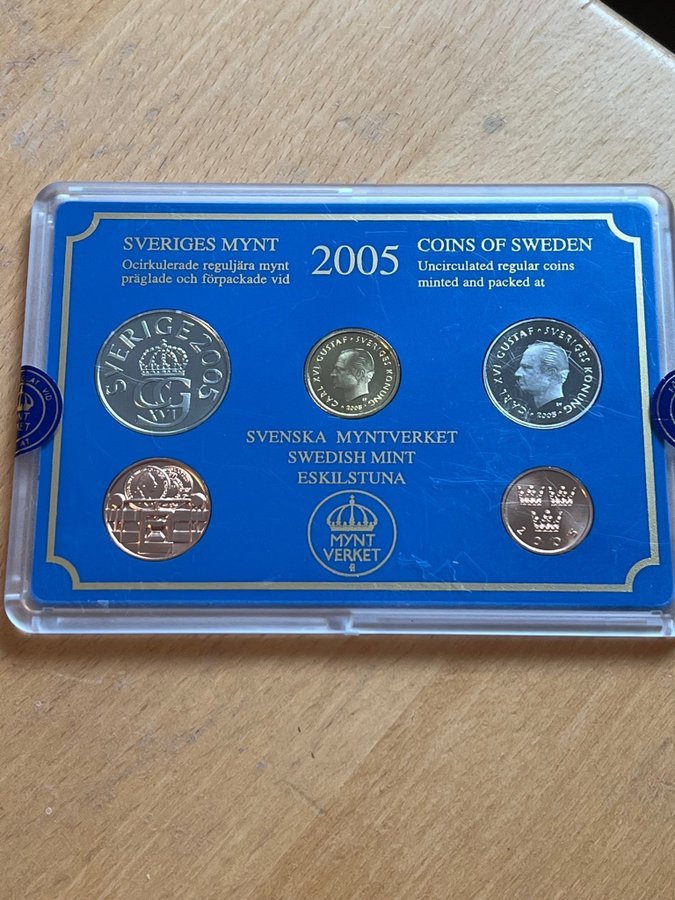 SVERIGES MYNT
Ocirkulerade reguljära mynt
präglade och förpackade vid
2005
COINS OF SWEDEN
Uncirculated regular coins
minted and packed at
SVERIGE 2005
XVI
CARL XVI GUSTAF · SVERIGES KONUNG
2005
CARL XVI GUSTAF · SVERIGES KONUNG
2005
SVENSKA MYNTVERKET
SWEDISH MINT
ESKILSTUNA
MYNT
VERKET
2005
MYNT
VERKET